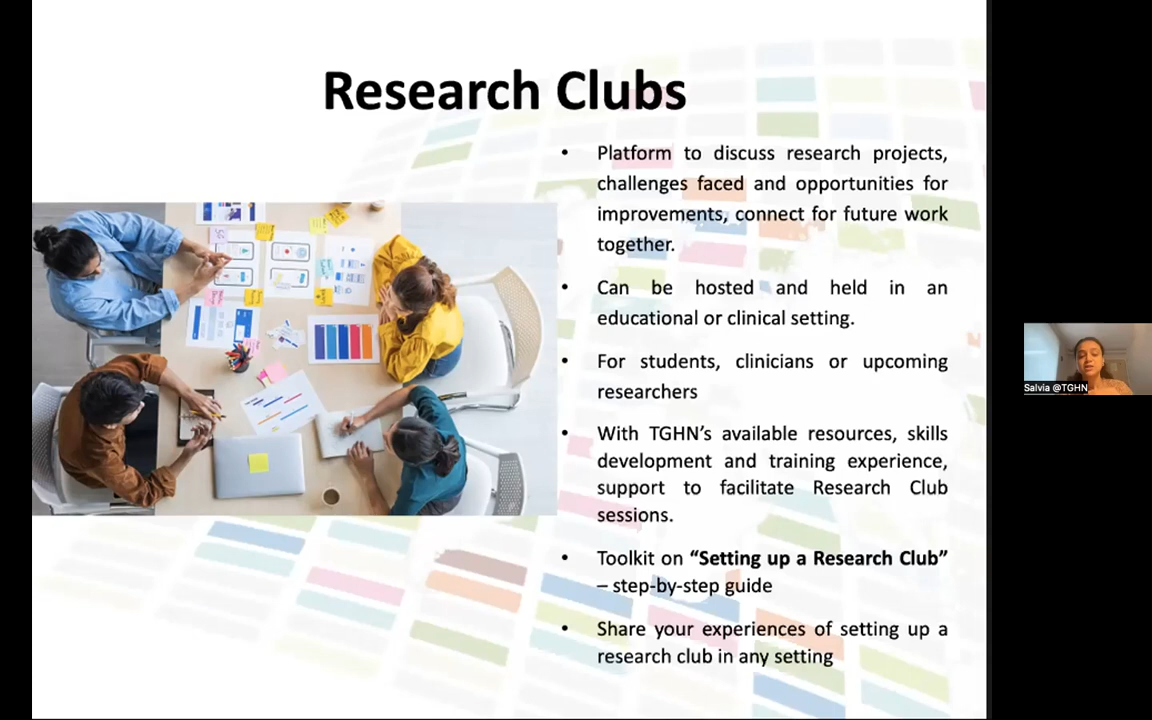 Research Clubs
• Platform to discuss research projects,
challenges faced and opportunities for
improvements, connect for future work
together.
• Can be hosted and held in an
educational or clinical setting.
• For students, clinicians or upcoming
researchers
• With TGHN’s available resources, skills
development and training experience,
support to facilitate Research Club
sessions.
• Toolkit on “Setting up a Research Club”
– step-by-step guide
• Share your experiences of setting up a
research club in any setting
Salvia @TGHN